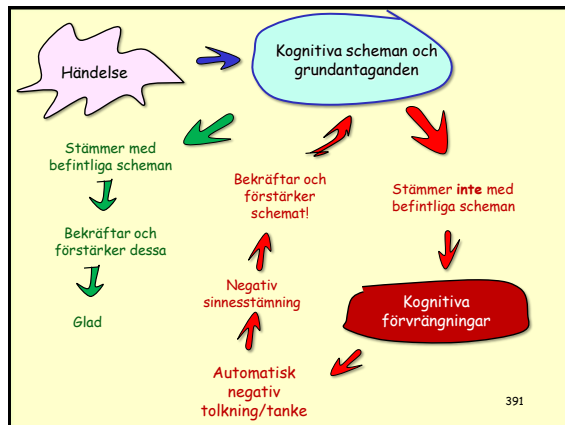 Händelse
Kognitiva scheman och
grundantaganden
Stämmer med
befintliga scheman
Bekräftar och
förstärker dessa
Glad
Bekräftar och
förstärker
schemat!
Negativ
sinnesstämning
Automatisk
negativ
tolkning/tanke
Stämmer inte med
befintliga scheman
Kognitiva
förvrängningar
391